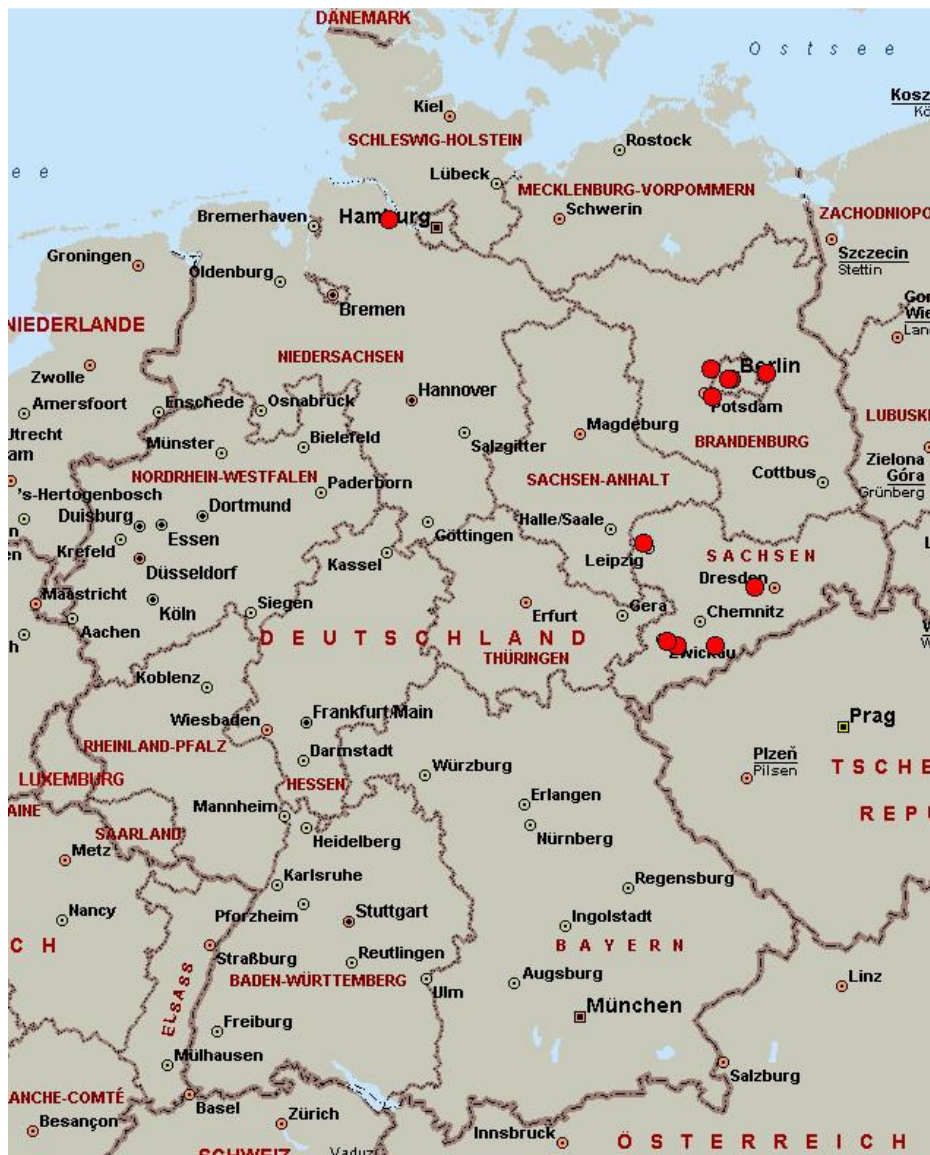 DÄNEMARK
Ostsee
Kiel
SCHLESWIG-HOLSTEIN
Rostock
Lübeck
MECKLENBURG-VORPOMMERN
Schwerin
Bremerhaven
ZACHODNIOPO
Groningen
Szczecin
Stettin
Oldenburg
Bremen
NIEDERLANDE
NIEDERSACHSEN
Berlin
Zwolle
Hannover
Amersfoort
Enschede
Osnabrück
Potsdam
LUBUSK
Münster
Bielefeld
Salzgitter
Magdeburg
BRANDENBURG
Zielona
Góra
Grünberg
NORDRHEIN-WESTFALEN
SACHSEN-ANHALT
Cottbus
's-Hertogenbosch
Paderborn
Duisburg
Dortmund
Essen
Göttingen
Halle/Saale
Krefeld
Kassel
Leipzig
SACHSEN
Düsseldorf
Dresden
Maastricht
Köln
Siegen
Erfurt
Gera
Chemnitz
Aachen
DEUTSCHLAND
THÜRINGEN
Zwickau
Koblenz
Wiesbaden
Frankfurt/Main
Prag
RHEINLAND-PFALZ
Darmstadt
Plzeň
Pilsen
TSCHE
LUXEMBURG
HESSEN
Würzburg
Mannheim
Erlangen
REPU
SAARLAND
Heidelberg
Nürnberg
Metz
Karlsruhe
Regensburg
Nancy
Pforzheim
Stuttgart
Ingolstadt
BAYERN
Straßburg
Reutlingen
BADEN-WÜRTTEMBERG
Ulm
Augsburg
Linz
ELSASS
München
Freiburg
Mülhausen
Salzburg
ANCHE-COMTÉ
Basel
Zürich
Besançon
Innsbruck
ÖSTERREICH
SCHWEIZ
Vaduz